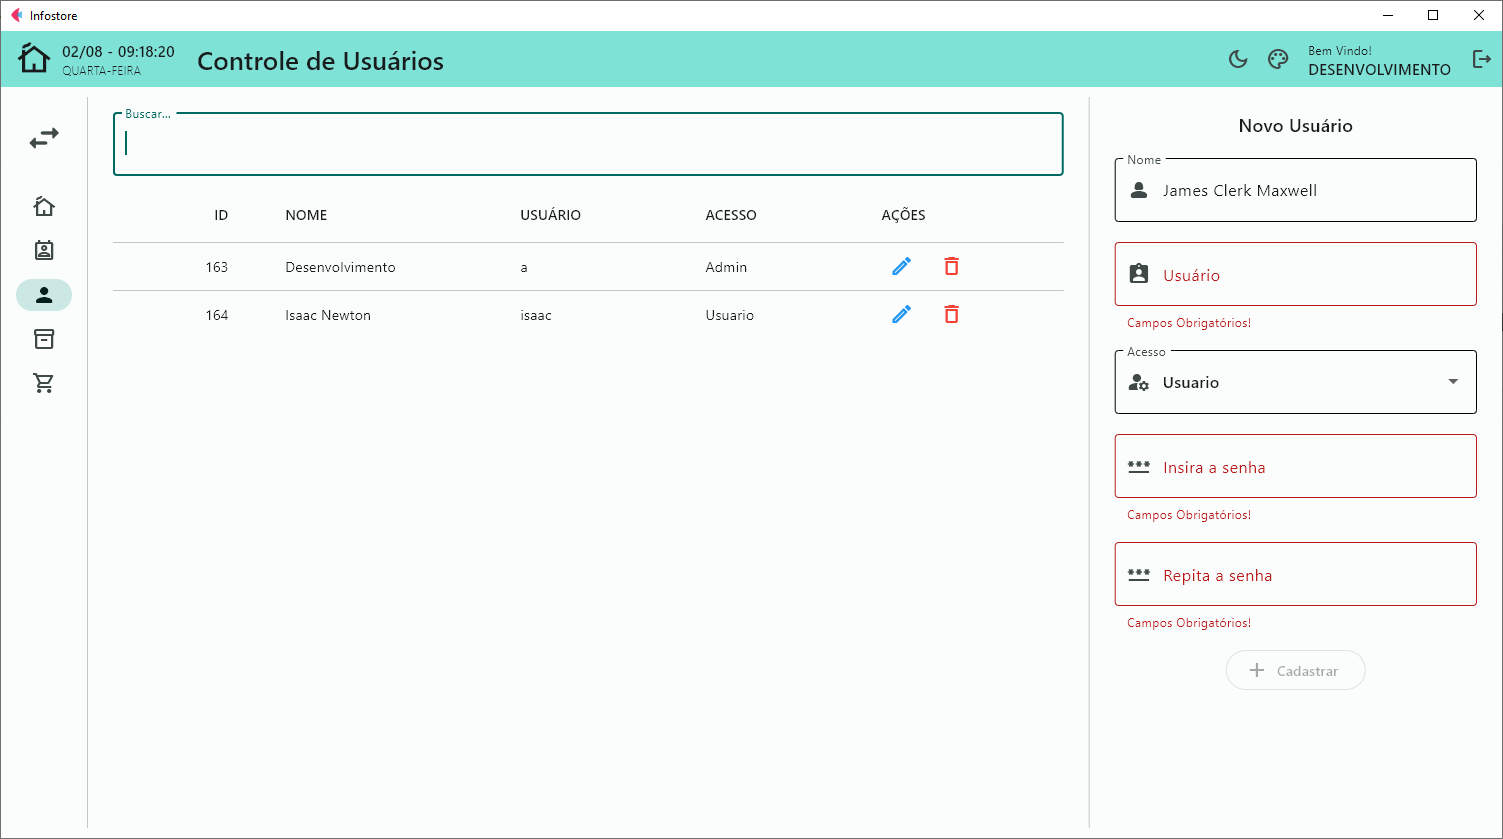 Infostore
02/08 - 09:18:20
QUARTA-FEIRA
Controle de Usuários
Bem Vindo!
DESENVOLVIMENTO
Buscar...
ID NOME USUÁRIO ACESSO AÇÕES
163 Desenvolvimento a Admin
164 Isaac Newton isaac Usuario
Novo Usuário
Nome
James Clerk Maxwell
Usuário
Campos Obrigatórios!
Acesso
Usuario
Insira a senha
Campos Obrigatórios!
Repita a senha
Campos Obrigatórios!
Cadastrar